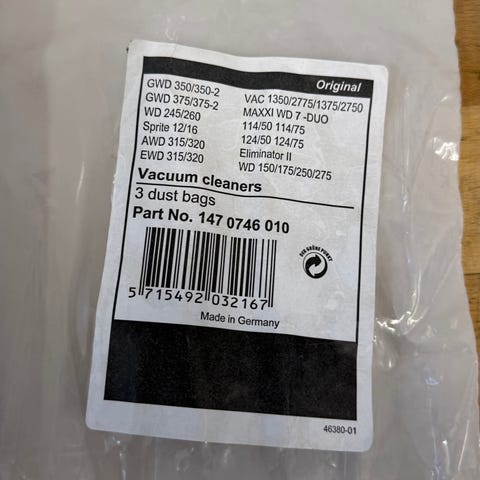 Original
GWD 350/350-2
GWD 375/375-2
WD 245/260
Sprite 12/16
AWD 315/320
EWD 315/320
VAC 1350/2775/1375/2750
MAXXI WD 7 -DUO
114/50 114/75
124/50 124/75
Eliminator II
WD 150/175/250/275
Vacuum cleaners
3 dust bags
Part No. 147 0746 010
DER GRÜNE PUNKT
5 715492 032167
Made in Germany
46380-01